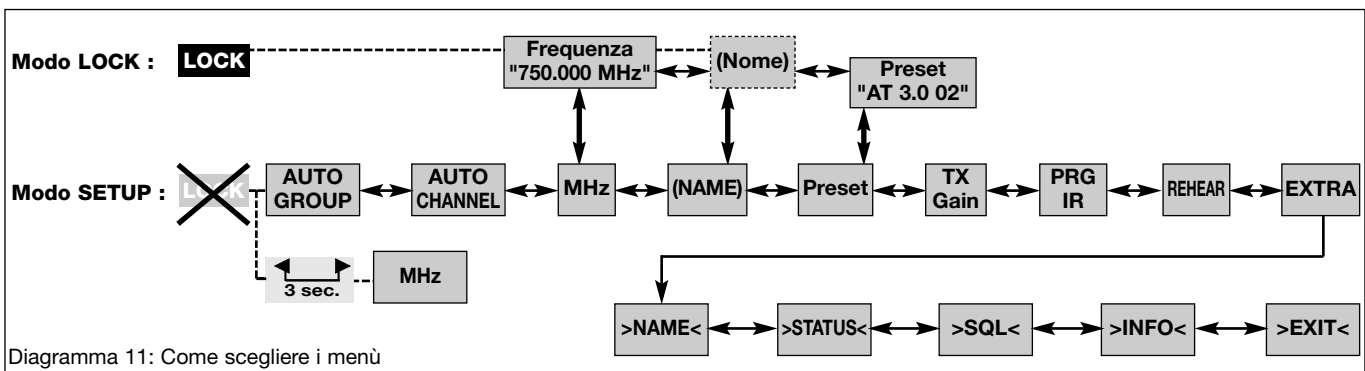 Modo LOCK :
LOCK
Frequenza
"750.000 MHz"
(Nome)
Preset
"AT 3.0 02"
Modo SETUP :
LOCK
AUTO
GROUP
AUTO
CHANNEL
MHz
(NAME)
Preset
TX
Gain
PRG
IR
REHEAR
EXTRA
3 sec.
MHz
>NAME<
>STATUS<
>SQL<
>INFO<
>EXIT<
Diagramma 11: Come scegliere i menù